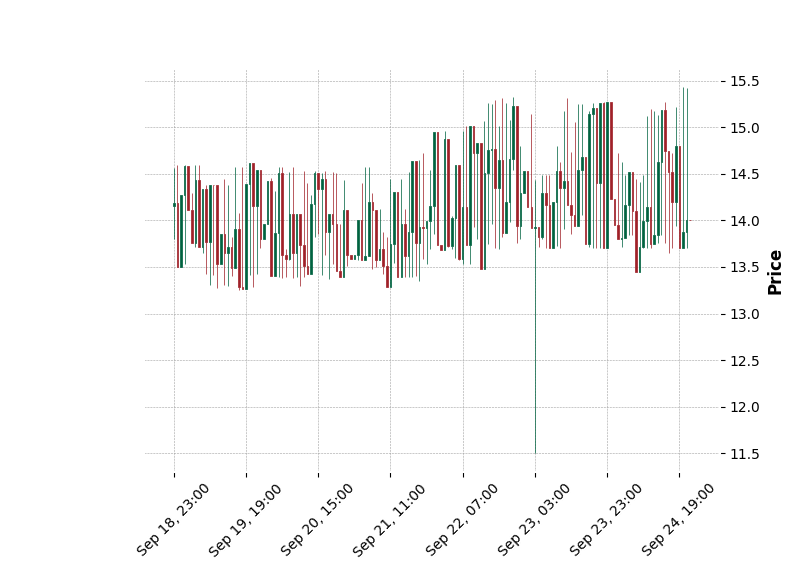 15.5
15.0
14.5
14.0
13.5
13.0
12.5
12.0
11.5
Price
Sep 18, 23:00
Sep 19, 19:00
Sep 20, 15:00
Sep 21, 11:00
Sep 22, 07:00
Sep 23, 03:00
Sep 23, 23:00
Sep 24, 19:00